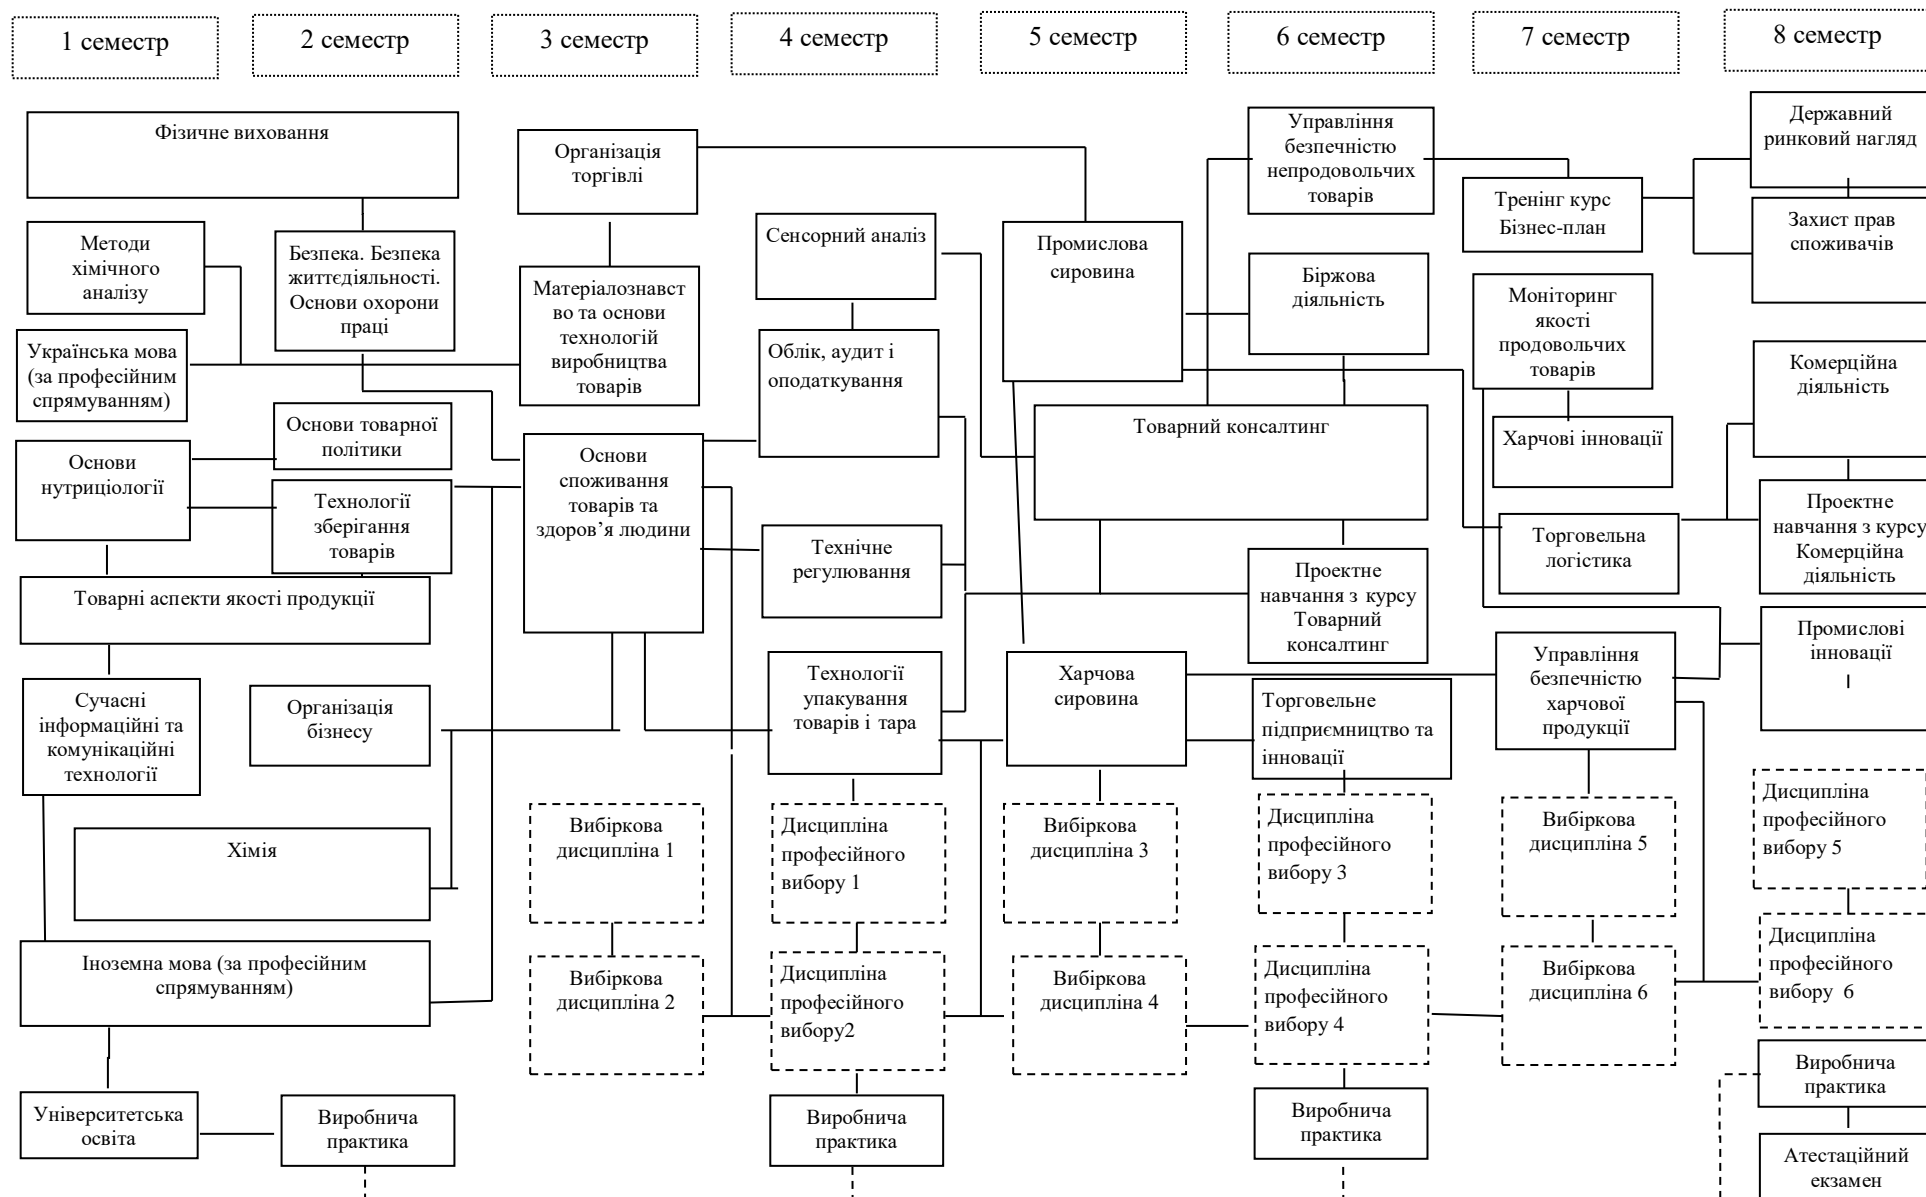 1 семестр
2 семестр
3 семестр
4 семестр
5 семестр
6 семестр
7 семестр
8 семестр
Фізичне виховання
Методи
хімічного
аналізу
Безпека. Безпека
життєдіяльності.
Основи охорони
праці
Українська мова
(за професійним
спрямуванням)
Основи товарної
політики
Основи
нутриціології
Технології
зберігання
товарів
Товарні аспекти якості продукції
Сучасні
інформаційні та
комунікаційні
технології
Організація
бізнесу
Хімія
Іноземна мова (за професійним
спрямуванням)
Університетська
освіта
Виробнича
практика
Організація
торгівлі
Матеріалознавст
во та основи
технологій
виробництва
товарів
Основи
споживання
товарів та
здоров’я людини
Вибіркова
дисципліна 1
Вибіркова
дисципліна 2
Сенсорний аналіз
Облік, аудит і
оподаткування
Технічне
регулювання
Технології
упакування
товарів і тара
Дисципліна
професійного
вибору 1
Дисципліна
професійного
вибору2
Виробнича
практика
Промислова
сировина
Товарний консалтинг
Харчова
сировина
Вибіркова
дисципліна 3
Вибіркова
дисципліна 4
Управління
безпечністю
непродовольчих
товарів
Біржова
діяльність
Проектне
навчання з курсу
Товарний
консалтинг
Торговельне
підприємництво та
інновації
Дисципліна
професійного
вибору 3
Дисципліна
професійного
вибору 4
Виробнича
практика
Тренінг курс
Бізнес-план
Моніторинг
якості
продовольчих
товарів
Харчові інновації
Торговельна
логістика
Управління
безпечністю
харчової
продукції
Вибіркова
дисципліна 5
Вибіркова
дисципліна 6
Державний
ринковий нагляд
Захист прав
споживачів
Комерційна
діяльність
Проектне
навчання з курсу
Комерційна
діяльність
Промислові
інновації
Дисципліна
професійного
вибору 5
Дисципліна
професійного
вибору 6
Виробнича
практика
Атестаційний
екзамен